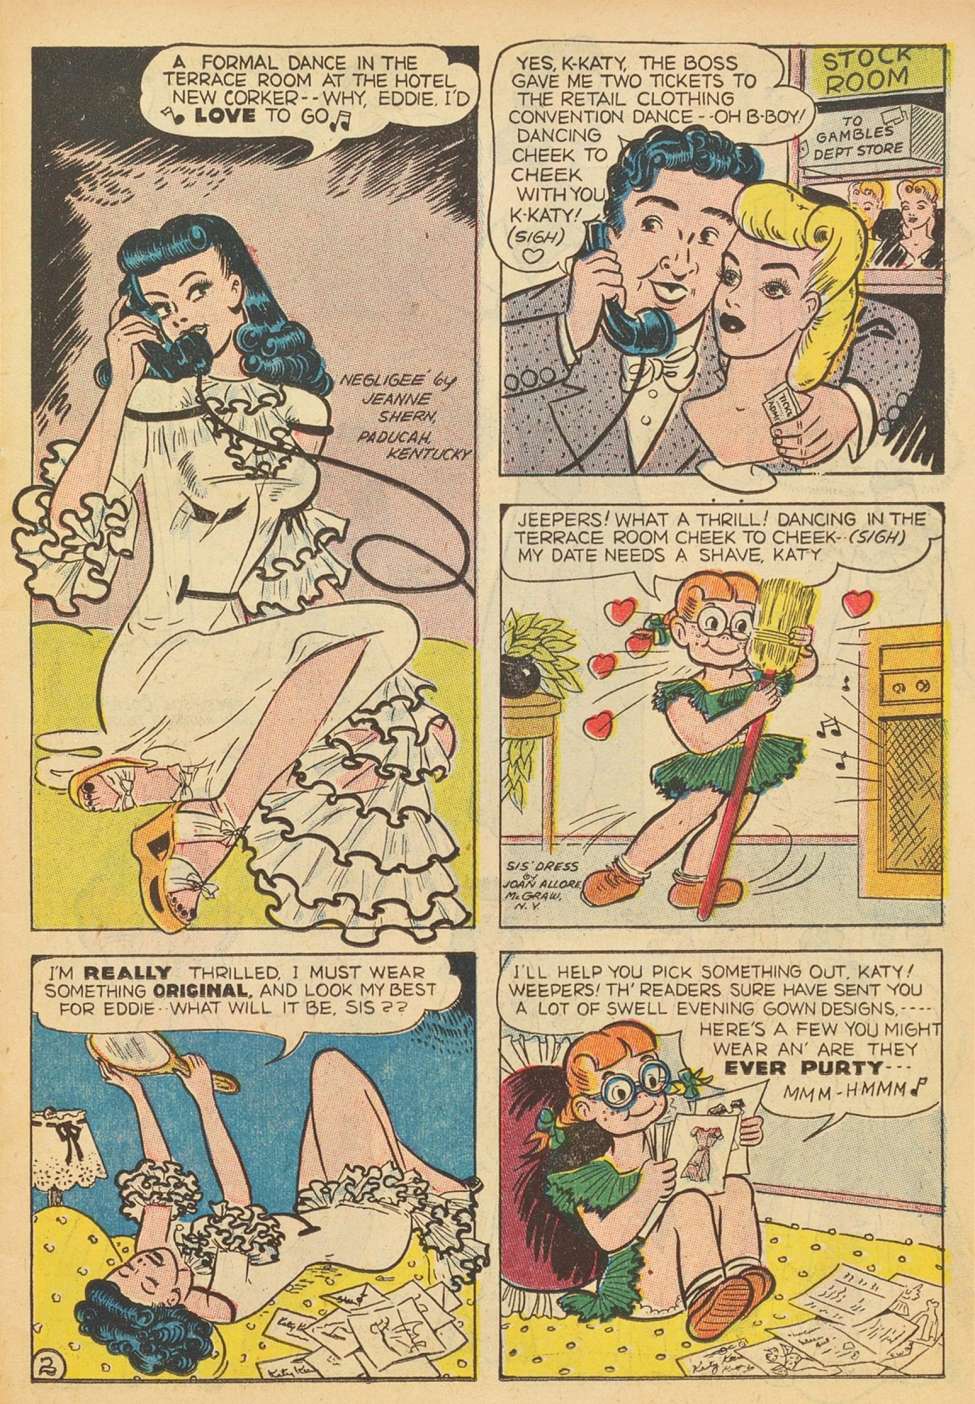 A FORMAL DANCE IN THE
TERRACE ROOM AT THE HOTEL
NEW CORKER--WHY, EDDIE, I'D
LOVE TO GO
NEGLIGEE' by
JEANNE
SHERN,
PADUCAH,
KENTUCKY
YES, K-KATY, THE BOSS
GAVE ME TWO TICKETS TO
THE RETAIL CLOTHING
CONVENTION DANCE--OH B-BOY!
DANCING
CHEEK TO
CHEEK
WITH YOU,
K-KATY!
(SIGH)
STOCK
ROOM
TO
GAMBLES
DEPT STORE
JEEPERS! WHAT A THRILL! DANCING IN THE
TERRACE ROOM CHEEK TO CHEEK--(SIGH)
MY DATE NEEDS A SHAVE, KATY
SIS' DRESS
by
JOAN ALLORE,
McGRAW,
N.Y.
I'M REALLY THRILLED, I MUST WEAR
SOMETHING ORIGINAL, AND LOOK MY BEST
FOR EDDIE--WHAT WILL IT BE, SIS??
Katy Keene
2
I'LL HELP YOU PICK SOMETHING OUT, KATY!
WEEPERS! TH' READERS SURE HAVE SENT YOU
A LOT OF SWELL EVENING GOWN DESIGNS,----
HERE'S A FEW YOU MIGHT
WEAR AN' ARE THEY
EVER PURTY---
MMM-HMMM
Katy Keene